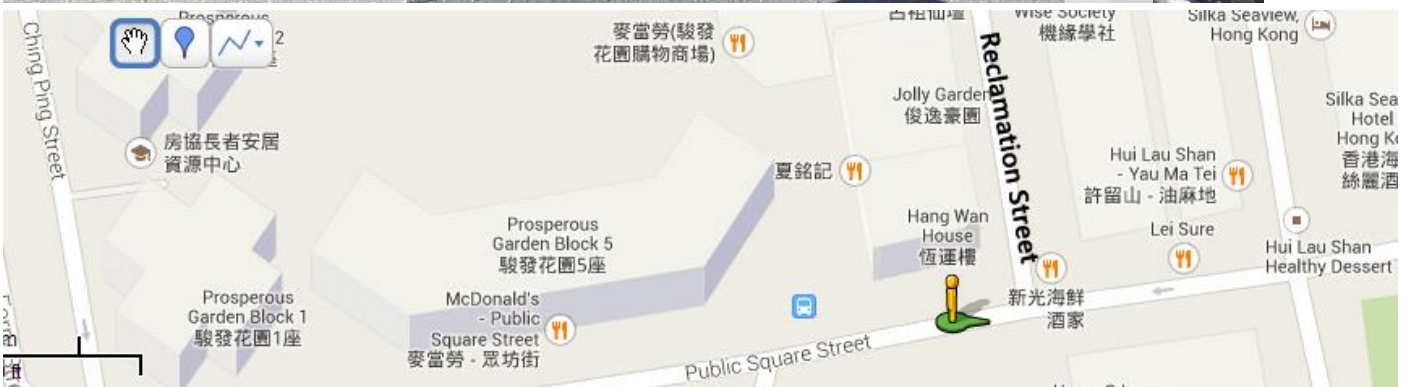 Prosperous
2
Ching Ping Street
房協長者安居
資源中心
Prosperous
Garden Block 1
駿發花園1座
Prosperous
Garden Block 5
駿發花園5座
McDonald's
- Public
Square Street
麥當勞 - 眾坊街
麥當勞(駿發
花園購物商場)
夏銘記
Wise Society
機緣學社
Jolly Garden
俊逸豪園
Reclamation Street
Hang Wan
House
恆運樓
新光海鮮
酒家
Public Square Street
Silka Seaview,
Hong Kong
Silka Sea
Hotel
Hong K
香港海
絲麗酒
Hui Lau Shan
- Yau Ma Tei
許留山 - 油麻地
Lei Sure
Hui Lau Shan
Healthy Dessert